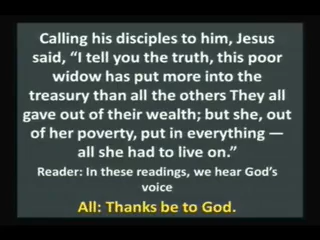 Calling his disciples to him, Jesus
said, “I tell you the truth, this poor
widow has put more into the
treasury than all the others They all
gave out of their wealth; but she, out
of her poverty, put in everything —
all she had to live on.”
Reader: In these readings, we hear God’s
voice
All: Thanks be to God.